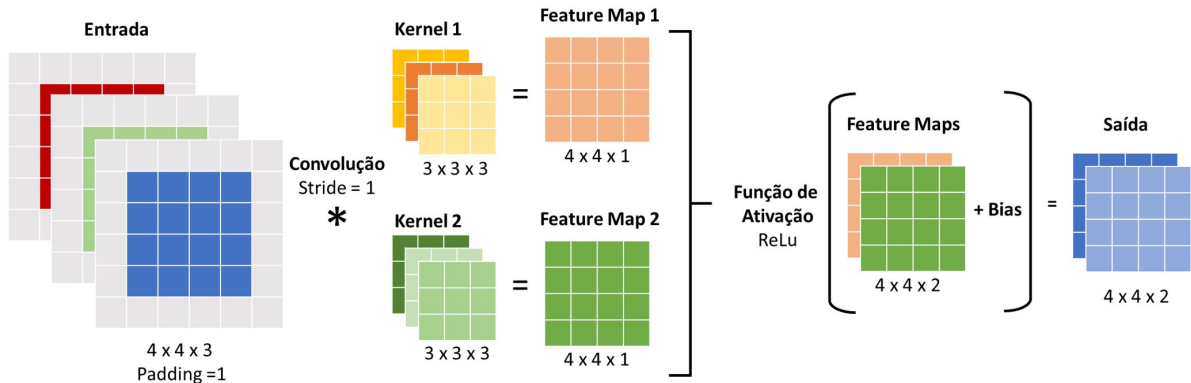 Entrada
4 x 4 x 3
Padding =1
Convolução
Stride = 1
*
Kernel 1
3 x 3 x 3
=
Feature Map 1
4 x 4 x 1
Kernel 2
3 x 3 x 3
=
Feature Map 2
4 x 4 x 1
Função de
Ativação
ReLu
Feature Maps
4 x 4 x 2
+ Bias
=
Saída
4 x 4 x 2